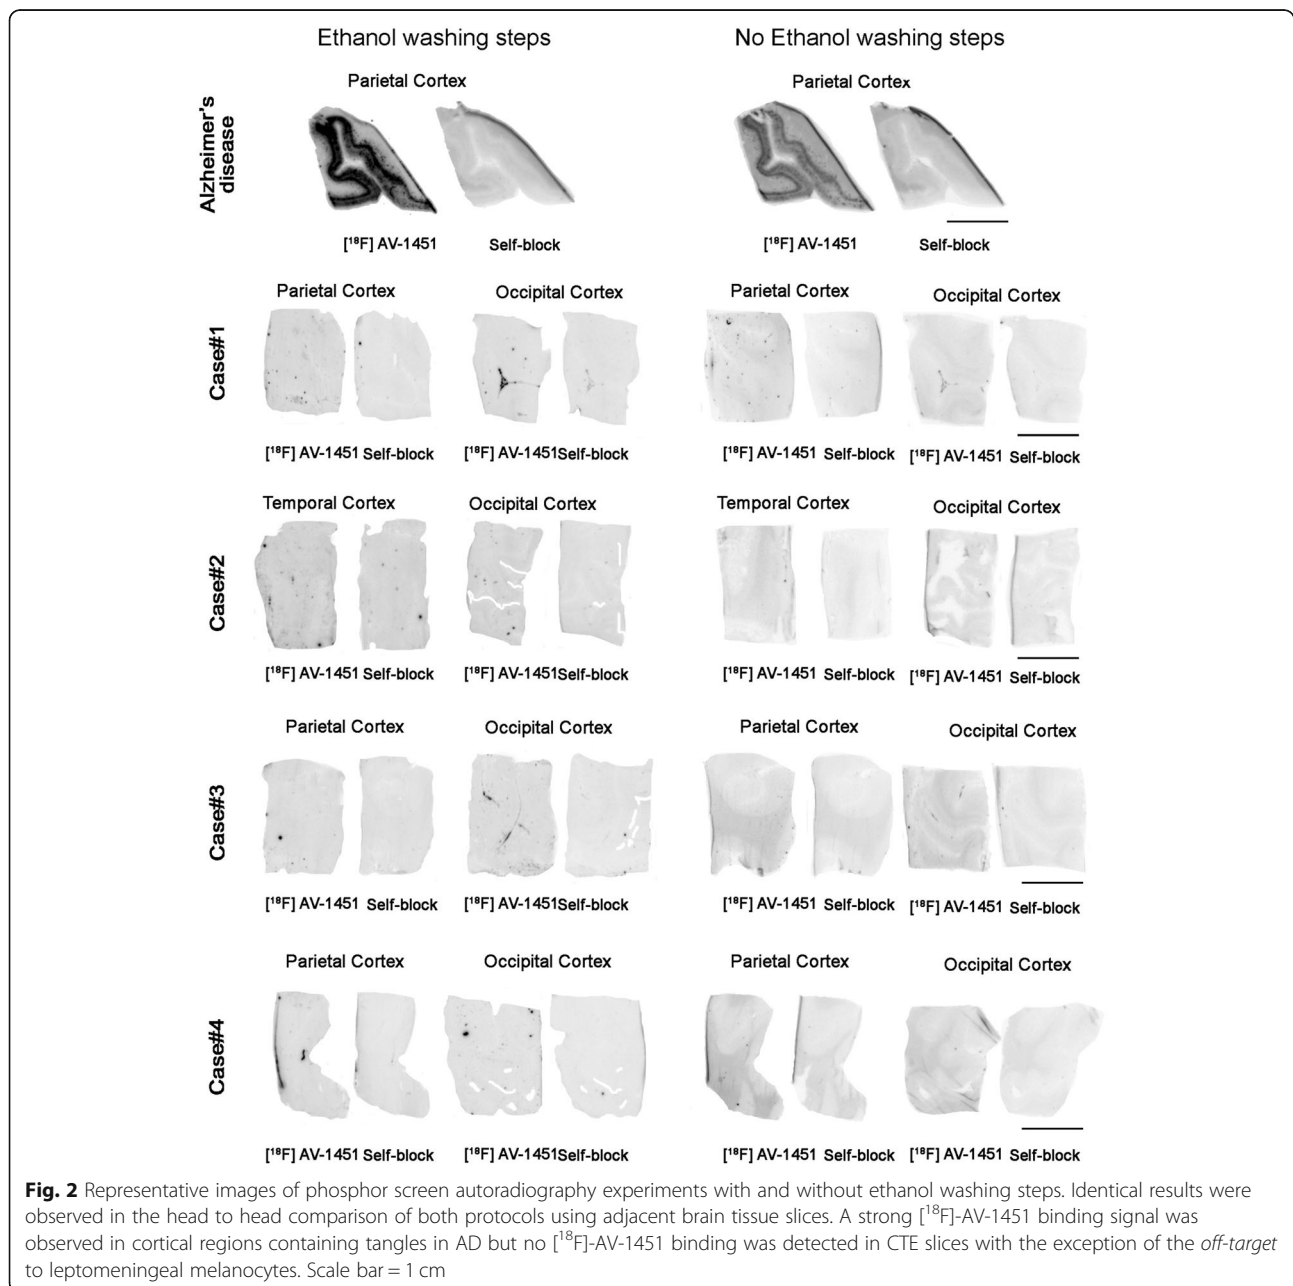 Ethanol washing steps No Ethanol washing steps
Parietal Cortex Parietal Cortex
Alzheimer's disease
[¹⁸F] AV-1451 Self-block [¹⁸F] AV-1451 Self-block
Parietal Cortex Occipital Cortex Parietal Cortex Occipital Cortex
Case#1
[¹⁸F] AV-1451 Self-block [¹⁸F] AV-1451 Self-block [¹⁸F] AV-1451 Self-block [¹⁸F] AV-1451 Self-block
Temporal Cortex Occipital Cortex Temporal Cortex Occipital Cortex
Case#2
[¹⁸F] AV-1451 Self-block [¹⁸F] AV-1451 Self-block [¹⁸F] AV-1451 Self-block [¹⁸F] AV-1451 Self-block
Parietal Cortex Occipital Cortex Parietal Cortex Occipital Cortex
Case#3
[¹⁸F] AV-1451 Self-block [¹⁸F] AV-1451 Self-block [¹⁸F] AV-1451 Self-block [¹⁸F] AV-1451 Self-block
Parietal Cortex Occipital Cortex Parietal Cortex Occipital Cortex
Case#4
[¹⁸F] AV-1451 Self-block [¹⁸F] AV-1451 Self-block [¹⁸F] AV-1451 Self-block [¹⁸F] AV-1451 Self-block
Fig. 2 Representative images of phosphor screen autoradiography experiments with and without ethanol washing steps. Identical results were
observed in the head to head comparison of both protocols using adjacent brain tissue slices. A strong [¹⁸F]-AV-1451 binding signal was
observed in cortical regions containing tangles in AD but no [¹⁸F]-AV-1451 binding was detected in CTE slices with the exception of the off-target
to leptomeningeal melanocytes. Scale bar = 1 cm